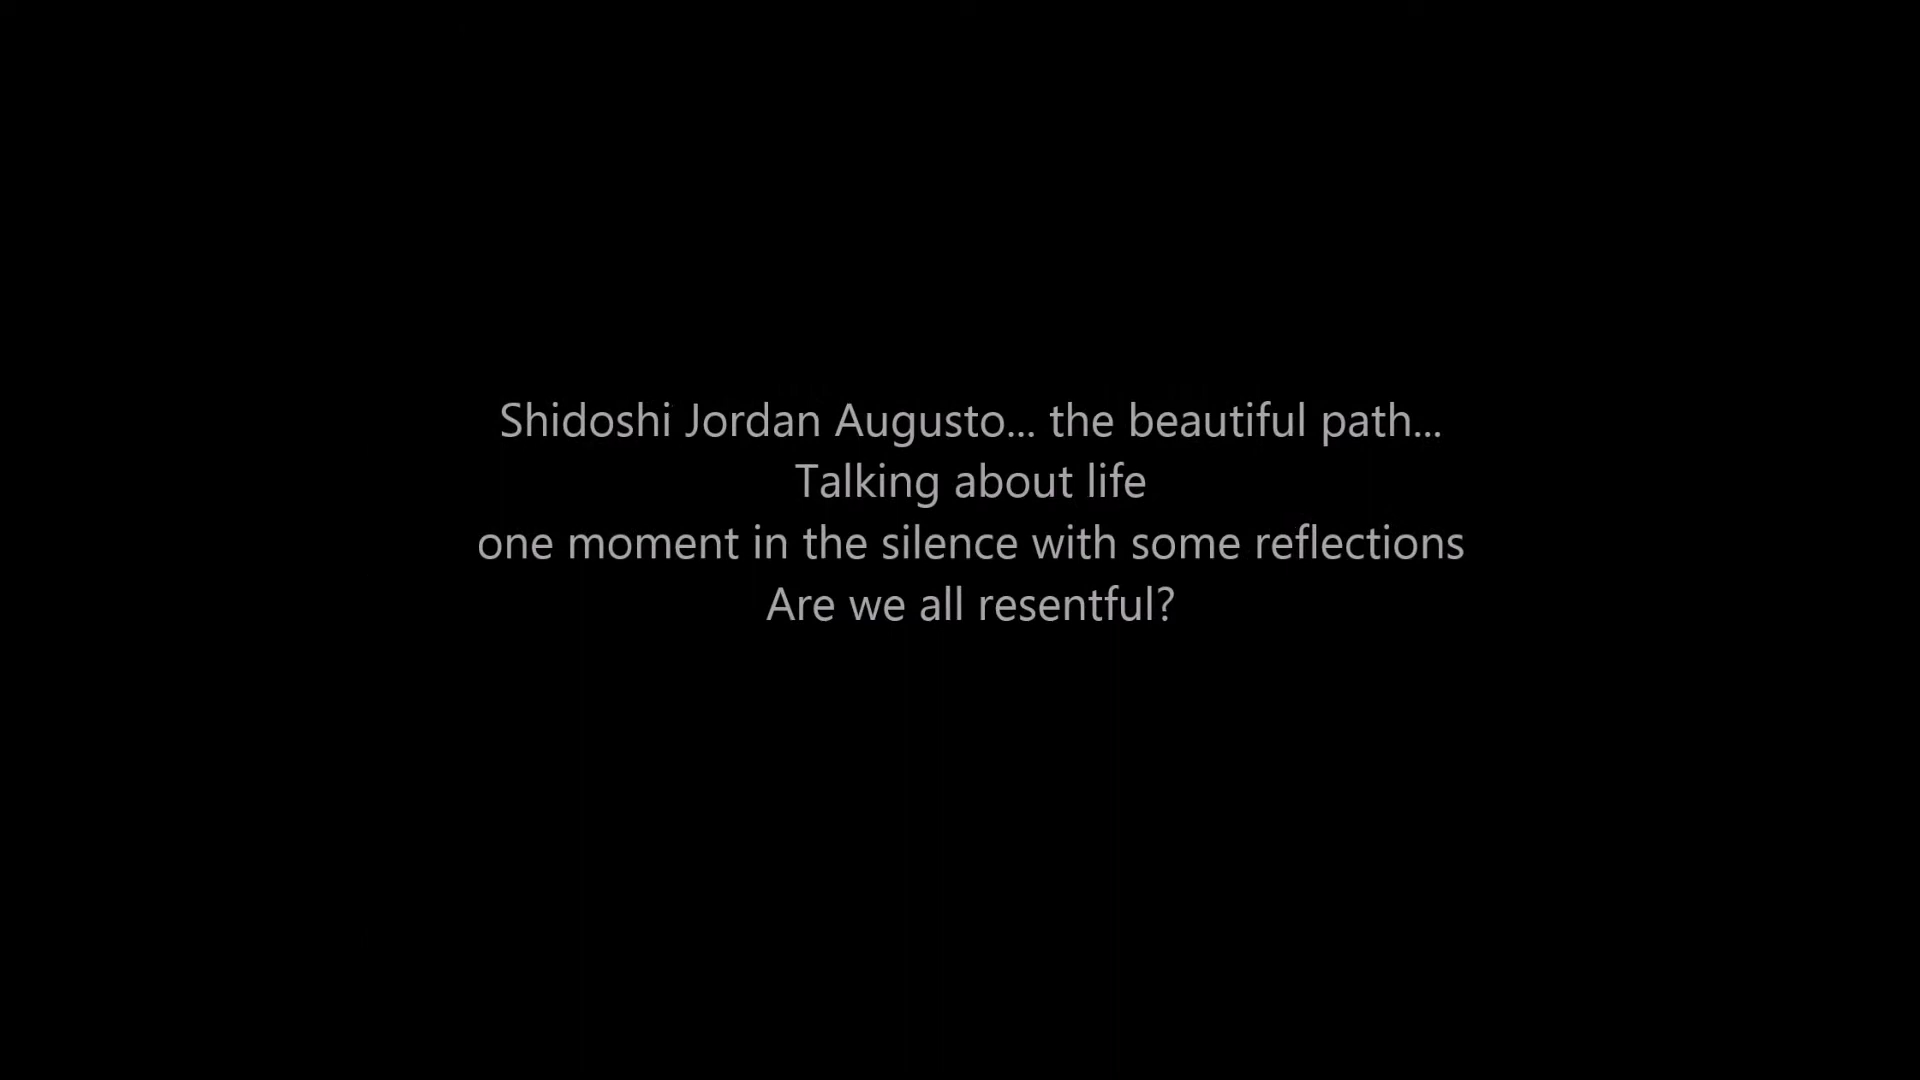 Shidoshi Jordan Augusto... the beautiful path...
Talking about life
one moment in the silence with some reflections
Are we all resentful?